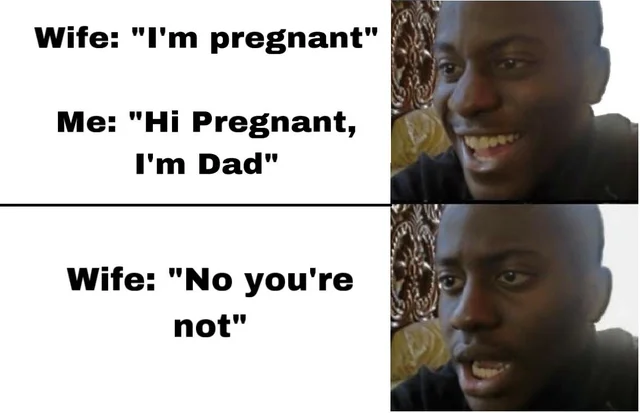 Wife: "I'm pregnant"
Me: "Hi Pregnant,
I'm Dad"
Wife: "No you're
not"